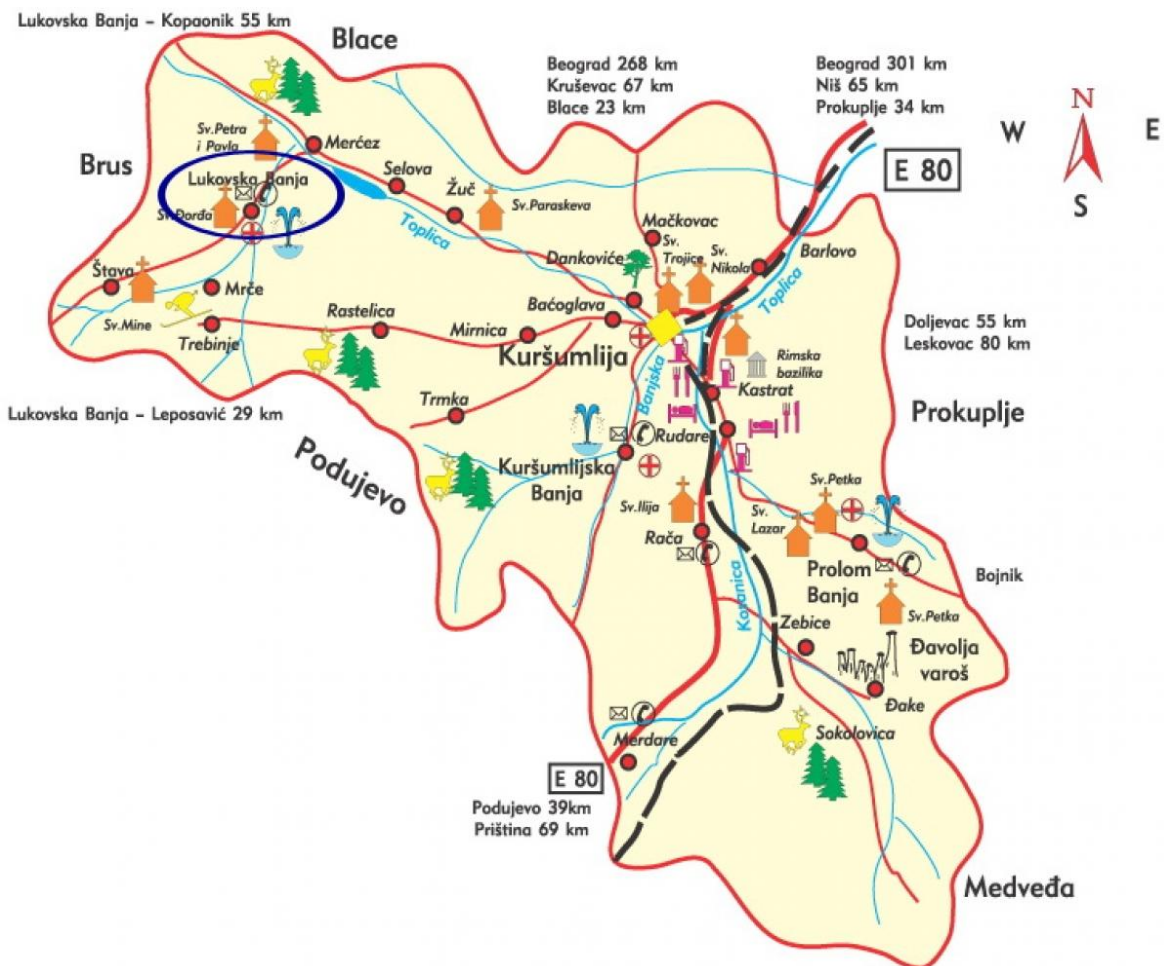 Lukovska Banja – Kopaonik 55 km
Blace
Beograd 268 km
Kruševac 67 km
Blace 23 km
Beograd 301 km
Niš 65 km
Prokuplje 34 km
N
W
E
S
E 80
Sv.Petra
i Pavla
Merćez
Brus
Lukovska Banja
Selova
Žuč
Sv.Paraskeva
Sv.Đorđa
Toplica
Mačkovac
Sv.
Trojice
Sv.
Nikola
Barlovo
Dankoviće
Toplica
Štava
Mrče
Sv.Mine
Trebinje
Rastelica
Mirnica
Baćoglava
Kuršumlija
Doljevac 55 km
Leskovac 80 km
Rimska
bazilika
Banjska
Kastrat
Lukovska Banja – Leposavić 29 km
Trmka
Prokuplje
Podujevo
Rudare
Kuršumlijska
Banja
Sv.Ilija
Sv.Petka
Sv.
Lazar
Rača
Prolom
Banja
Bojnik
Kosanica
Zebice
Sv.Petka
Đavolja
varoš
Đake
Merdare
Sokolovica
E 80
Podujevo 39km
Priština 69 km
Medveđa